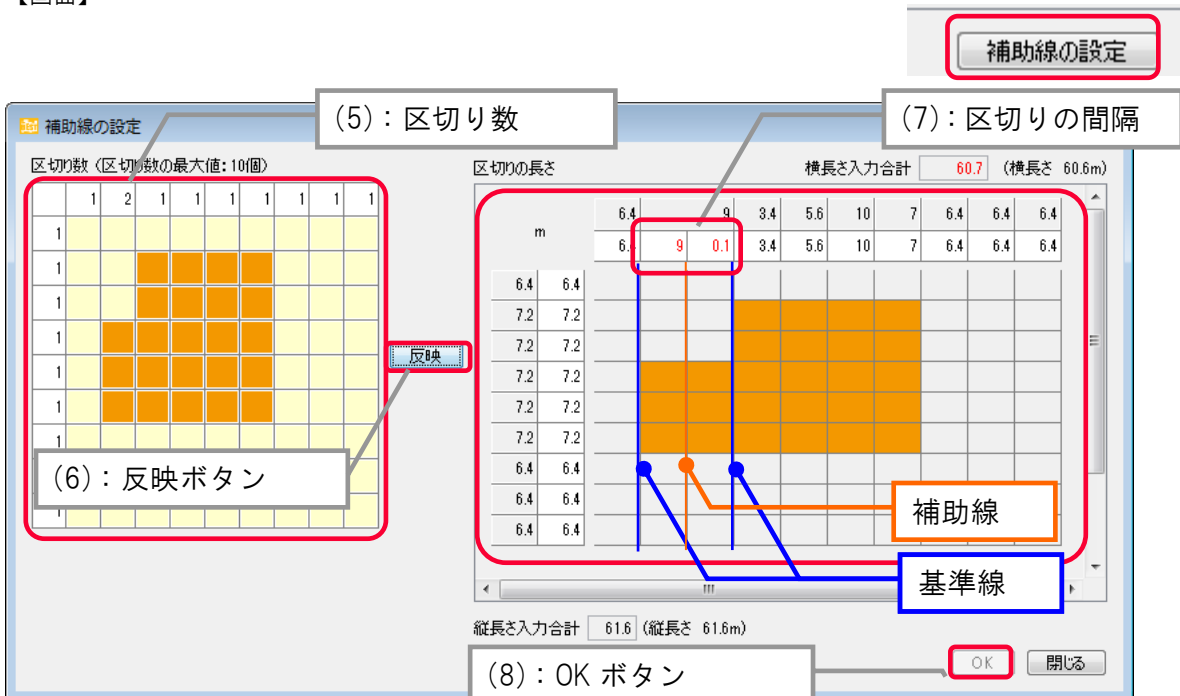 補助線の設定
(5)：区切り数
(7)：区切りの間隔
補助線の設定
区切り数（区切り数の最大値：10個）
区切りの長さ
横長さ入力合計 60.7 （横長さ 60.6m）
1 2 1 1 1 1 1 1 1
1
1
1
1
1
1
1
m
6.4 9 3.4 5.6 10 7 6.4 6.4 6.4
9 0.1 3.4 5.6 10 7 6.4 6.4 6.4
6.4 6.4
7.2 7.2
7.2 7.2
7.2 7.2
7.2 7.2
7.2 7.2
6.4 6.4
6.4 6.4
6.4 6.4
反映
(6)：反映ボタン
補助線
基準線
縦長さ入力合計 61.6 （縦長さ 61.6m）
(8)：OK ボタン
OK
閉じる